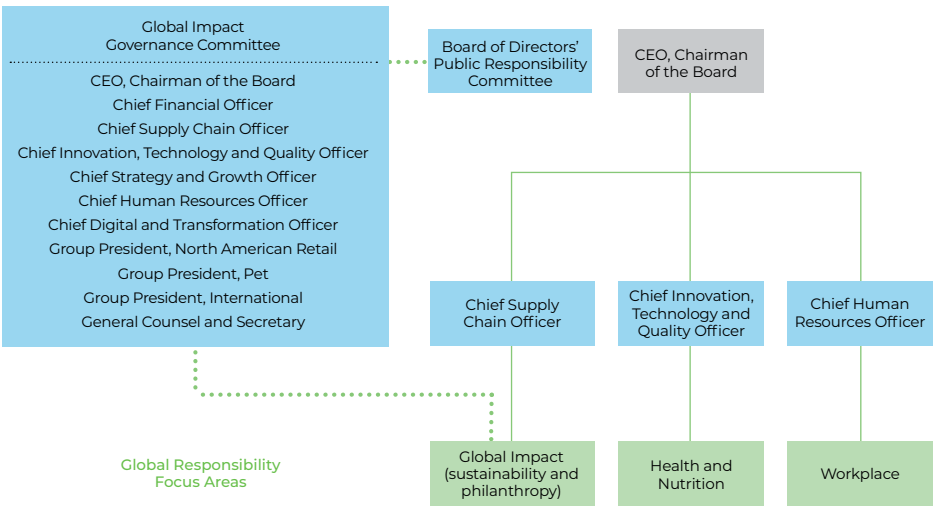 Global Impact
Governance Committee
CEO, Chairman of the Board
Chief Financial Officer
Chief Supply Chain Officer
Chief Innovation, Technology and Quality Officer
Chief Strategy and Growth Officer
Chief Human Resources Officer
Chief Digital and Transformation Officer
Group President, North American Retail
Group President, Pet
Group President, International
General Counsel and Secretary
Board of Directors’
Public Responsibility
Committee
CEO, Chairman
of the Board
Chief Supply
Chain Officer
Chief Innovation,
Technology and
Quality Officer
Chief Human
Resources Officer
Global Responsibility
Focus Areas
Global Impact
(sustainability and
philanthropy)
Health and
Nutrition
Workplace